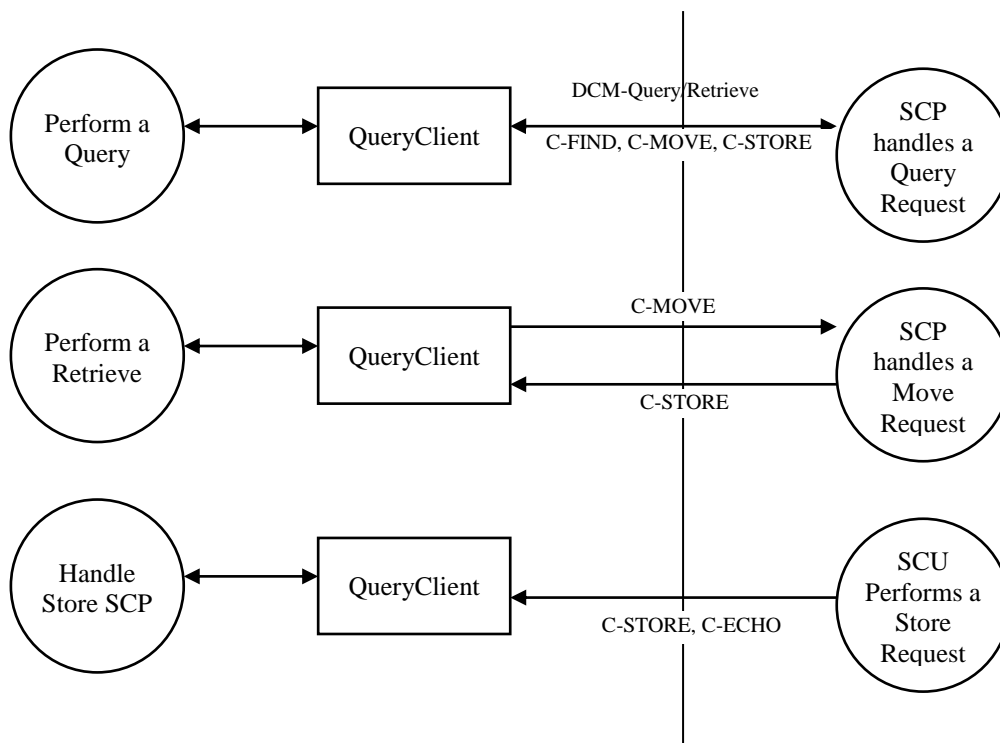 Perform a
Query
QueryClient
DCM-Query/Retrieve
C-FIND, C-MOVE, C-STORE
SCP
handles a
Query
Request
Perform a
Retrieve
QueryClient
C-MOVE
C-STORE
SCP
handles a
Move
Request
Handle
Store SCP
QueryClient
C-STORE, C-ECHO
SCU
Performs a
Store
Request